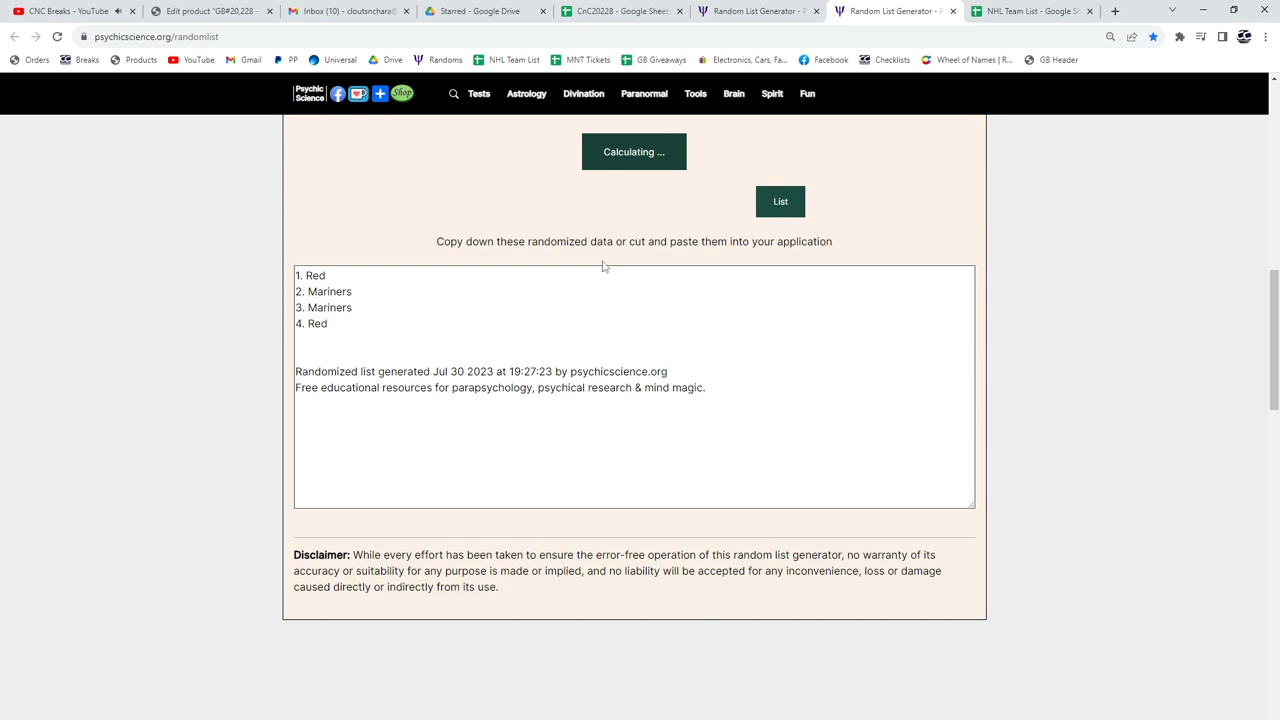 CNC Breaks - YouTube
Edit product "GB#20,228 -
Inbox (10) - cloutsnchara@
Starred - Google Drive
CnC20228 - Google Sheets
Random List Generator - P
Random List Generator - P
NHL Team List - Google Sh
psychicscience.org/randomlist
Orders
Breaks
Products
YouTube
Gmail
PP
Universal
Drive
Randoms
NHL Team List
MNT Tickets
GB Giveaways
Electronics, Cars, Fa...
Facebook
Checklists
Wheel of Names | R...
GB Header
Psychic
Science
Shop
Tests
Astrology
Divination
Paranormal
Tools
Brain
Spirit
Fun
Calculating ...
List
Copy down these randomized data or cut and paste them into your application
1. Red
2. Mariners
3. Mariners
4. Red
Randomized list generated Jul 30 2023 at 19:27:23 by psychicscience.org
Free educational resources for parapsychology, psychical research & mind magic.
Disclaimer: While every effort has been taken to ensure the error-free operation of this random list generator, no warranty of its
accuracy or suitability for any purpose is made or implied, and no liability will be accepted for any inconvenience, loss or damage
caused directly or indirectly from its use.